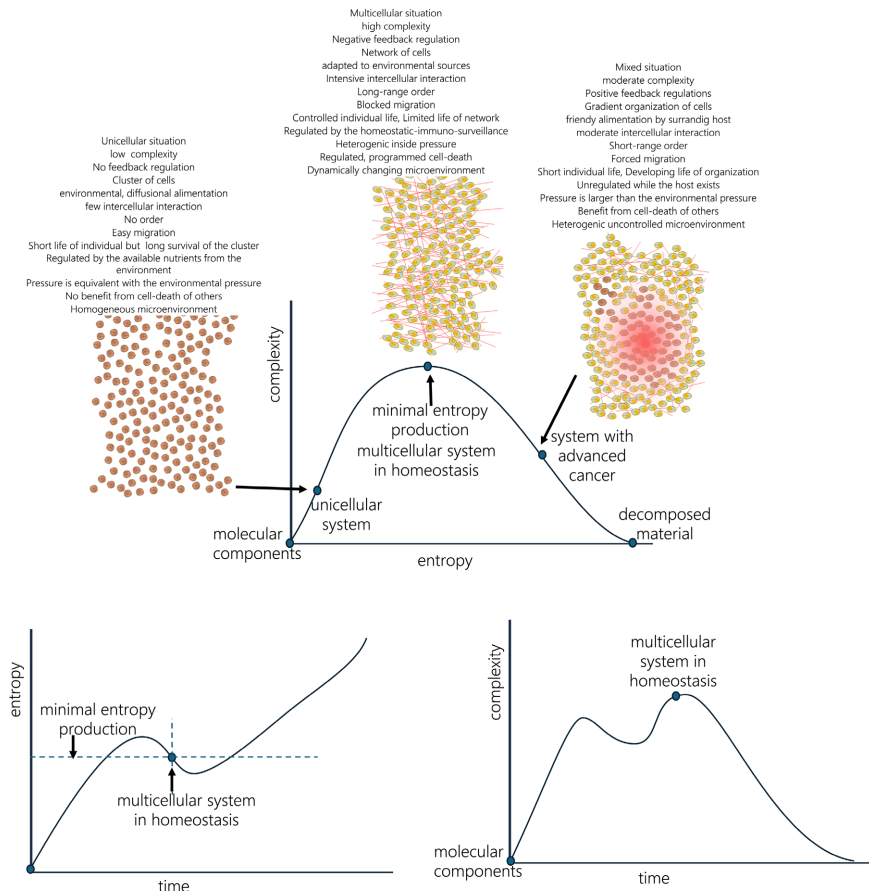 Multicellular situation
high complexity
Negative feedback regulation
Network of cells
adapted to environmental sources
Intensive intercellular interaction
Long-range order
Blocked migration
Controlled individual life, Limited life of network
Regulated by the homeostatic-immuno-surveillance
Heterogenic inside pressure
Regulated, programmed cell-death
Dynamically changing microenvironment
Mixed situation
moderate complexity
Positive feedback regulations
Gradient organization of cells
friendy alimentation by surrandig host
moderate intercellular interaction
Short-range order
Forced migration
Short individual life, Developing life of organization
Unregulated while the host exists
Pressure is larger than the environmental pressure
Benefit from cell-death of others
Heterogenic uncontrolled microenvironment
Unicellular situation
low complexity
No feedback regulation
Cluster of cells
environmental, diffusional alimentation
few intercellular interaction
No order
Easy migration
Short life of individual but long survival of the cluster
Regulated by the available nutrients from the
environment
Pressure is equivalent with the environmental pressure
No benefit from cell-death of others
Homogeneous microenvironment
complexity
minimal entropy
production
multicellular system
in homeostasis
system with
advanced
cancer
unicellular
system
decomposed
material
molecular
components
entropy
entropy
minimal entropy
production
multicellular system
in homeostasis
time
complexity
multicellular
system in
homeostasis
molecular
components
time